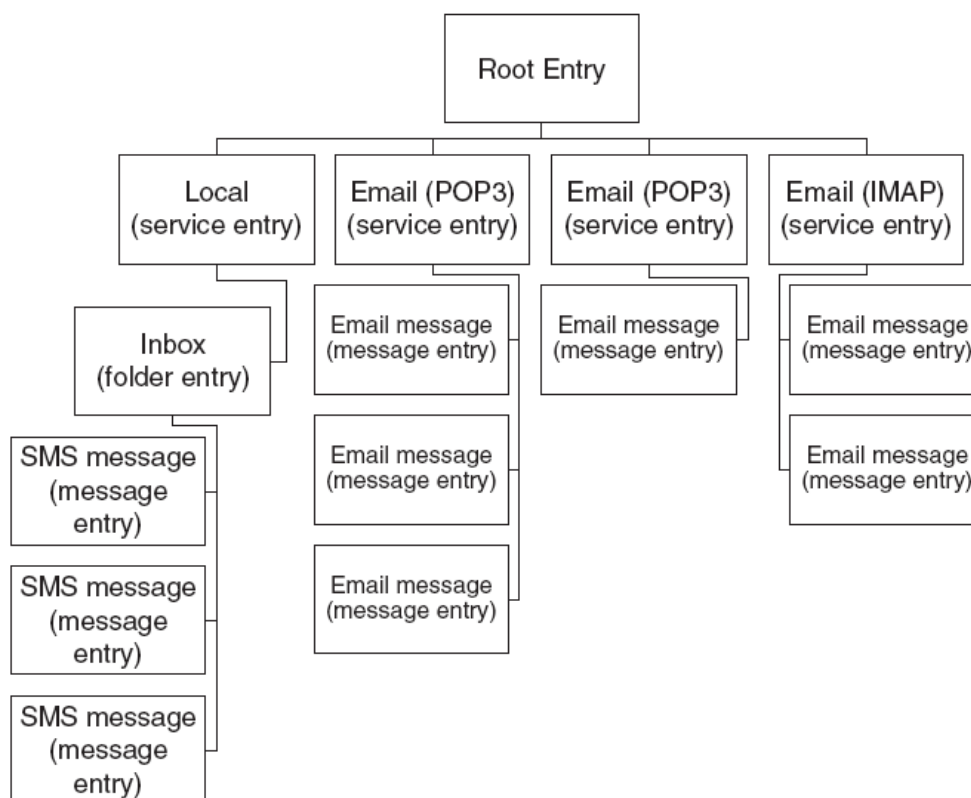 Root Entry
Local
(service entry)
Email (POP3)
(service entry)
Email (POP3)
(service entry)
Email (IMAP)
(service entry)
Inbox
(folder entry)
SMS message
(message
entry)
SMS message
(message
entry)
SMS message
(message
entry)
Email message
(message entry)
Email message
(message entry)
Email message
(message entry)
Email message
(message entry)
Email message
(message entry)
Email message
(message entry)